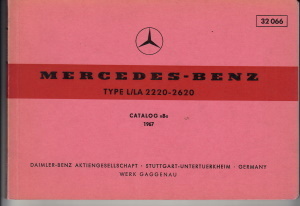 32 066
MERCEDES-BENZ
TYPE L/LA 2220-2620
CATALOG »B«
1967
DAIMLER-BENZ AKTIENGESELLSCHAFT · STUTTGART-UNTERTUERKHEIM · GERMANY
WERK GAGGENAU